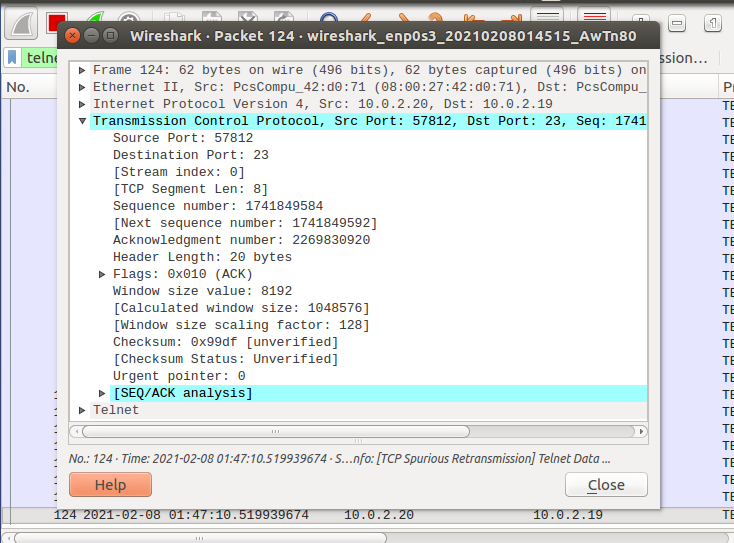 Wireshark · Packet 124 · wireshark_enp0s3_20210208014515_AwTn80
telne
ssion…
No.
Frame 124: 62 bytes on wire (496 bits), 62 bytes captured (496 bits) on
Ethernet II, Src: PcsCompu_42:d0:71 (08:00:27:42:d0:71), Dst: PcsCompu_
Internet Protocol Version 4, Src: 10.0.2.20, Dst: 10.0.2.19
Transmission Control Protocol, Src Port: 57812, Dst Port: 23, Seq: 1741
Source Port: 57812
Destination Port: 23
[Stream index: 0]
[TCP Segment Len: 8]
Sequence number: 1741849584
[Next sequence number: 1741849592]
Acknowledgment number: 2269830920
Header Length: 20 bytes
Flags: 0x010 (ACK)
Window size value: 8192
[Calculated window size: 1048576]
[Window size scaling factor: 128]
Checksum: 0x99df [unverified]
[Checksum Status: Unverified]
Urgent pointer: 0
[SEQ/ACK analysis]
Telnet
No.: 124 · Time: 2021-02-08 01:47:10.519939674 · S…nfo: [TCP Spurious Retransmission] Telnet Data ...
Help
Close
124 2021-02-08 01:47:10.519939674 10.0.2.20 10.0.2.19